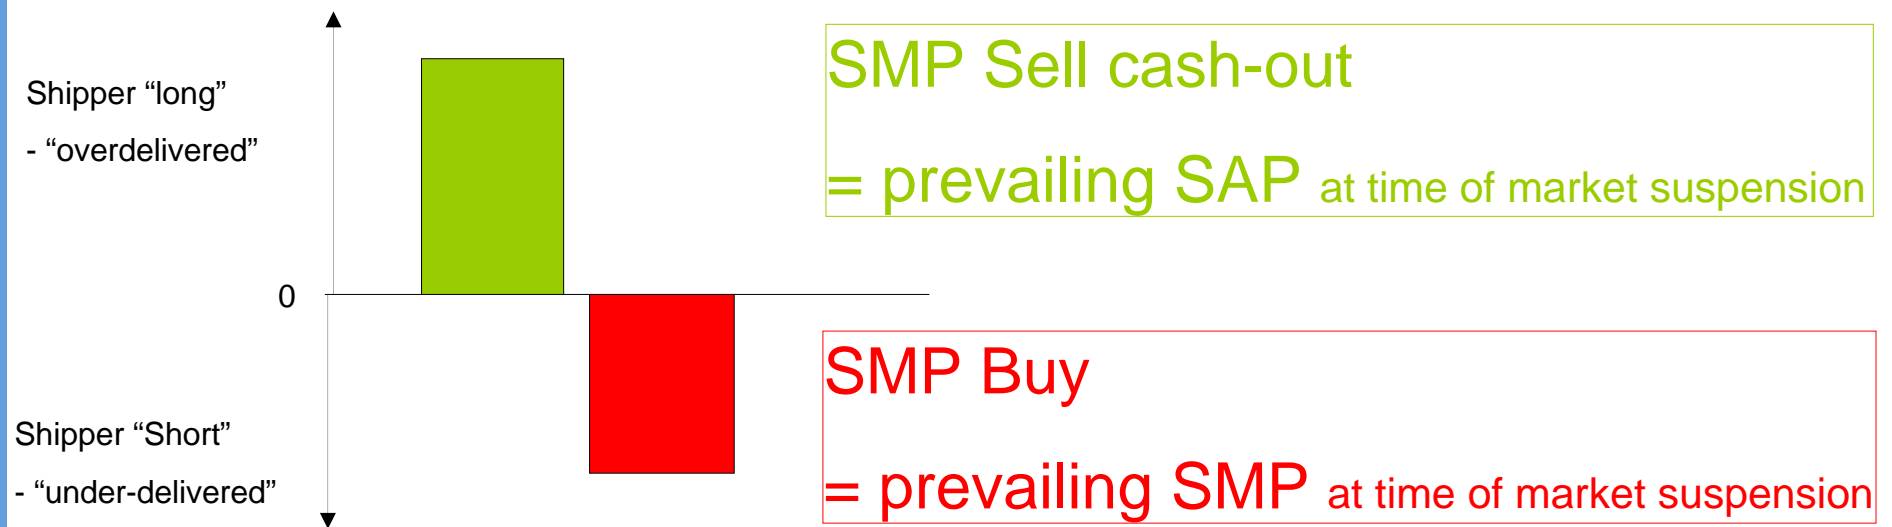 Shipper “long”
- “overdelivered”
SMP Sell cash-out
= prevailing SAP at time of market suspension
0
SMP Buy
= prevailing SMP at time of market suspension
Shipper “Short”
- “under-delivered”